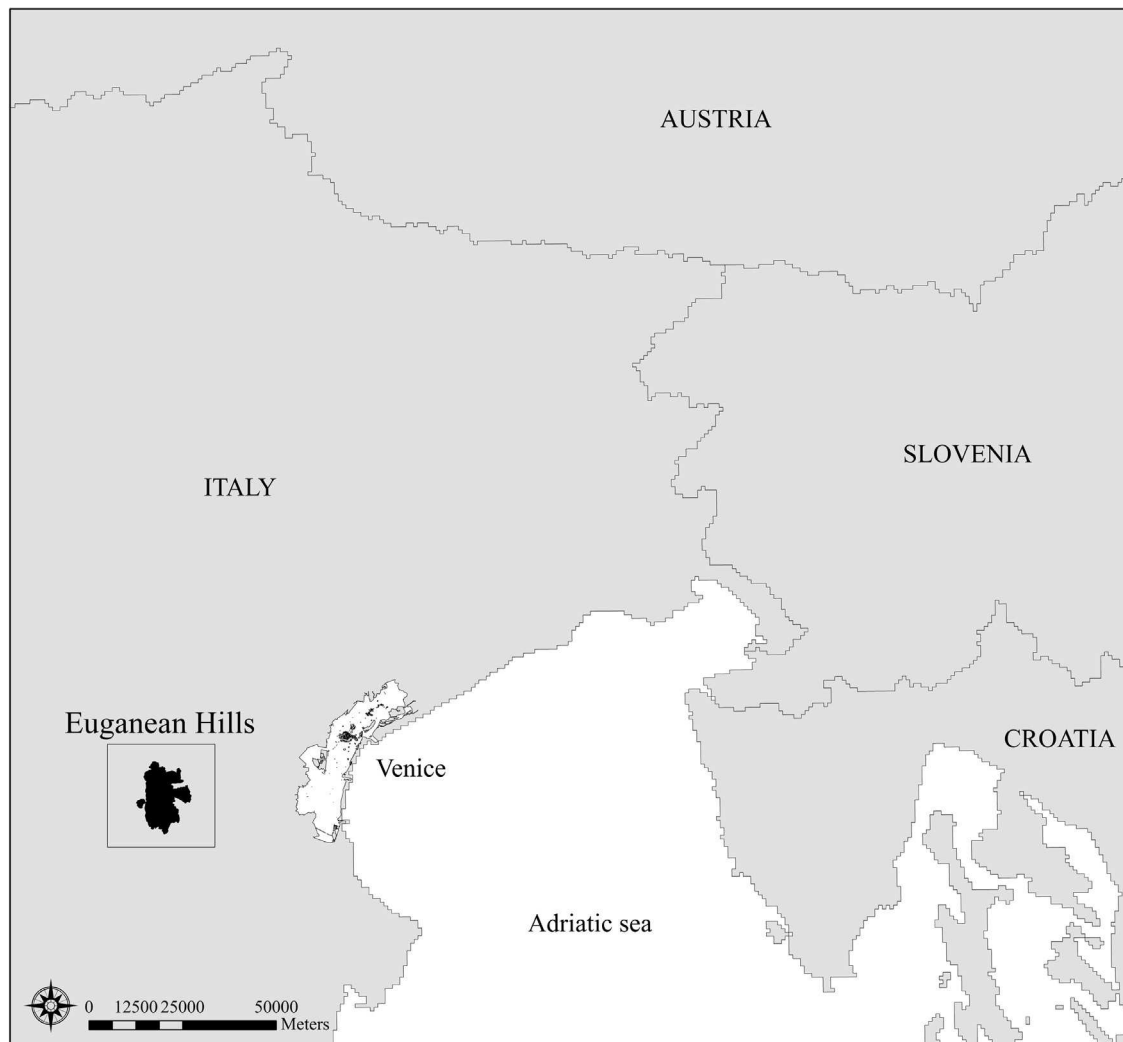 AUSTRIA
SLOVENIA
ITALY
Euganean Hills
CROATIA
Venice
Adriatic sea
0 12500 25000 50000
Meters